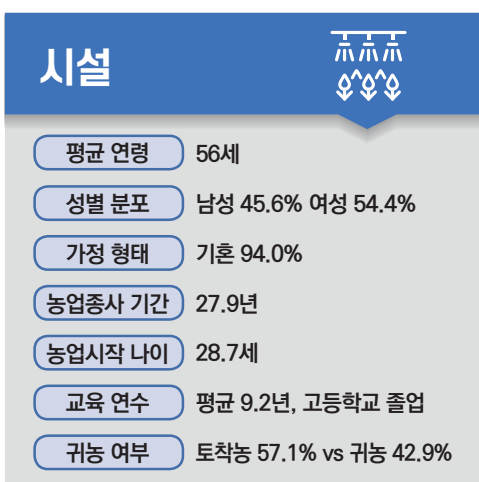 시설
평균 연령 56세
성별 분포 남성 45.6% 여성 54.4%
가정 형태 기혼 94.0%
농업종사 기간 27.9년
농업시작 나이 28.7세
교육 연수 평균 9.2년, 고등학교 졸업
귀농 여부 토착농 57.1% vs 귀농 42.9%